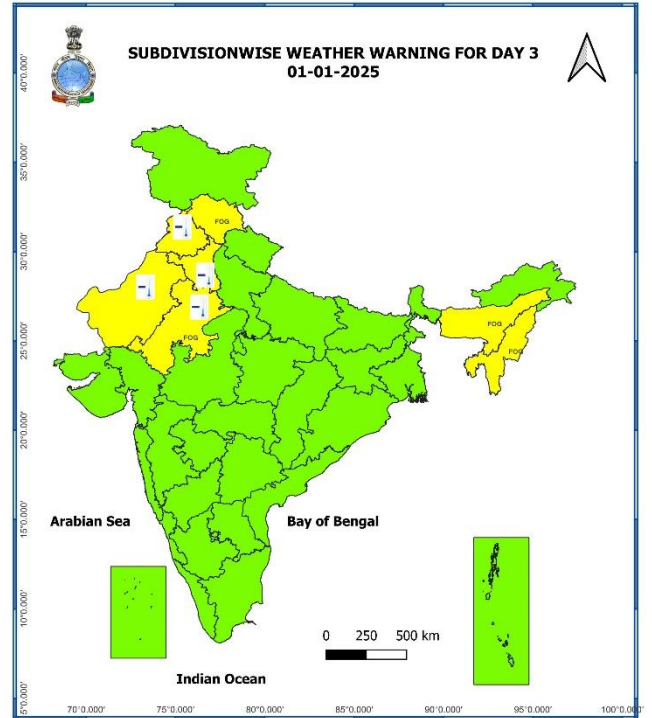 SUBDIVISIONWISE WEATHER WARNING FOR DAY 3
01-01-2025
40°0.000'
35°0.000'
30°0.000'
25°0.000'
20°0.000'
15°0.000'
10°0.000'
5°0.000'
FOG
FOG
FOG
FOG
Arabian Sea
Bay of Bengal
0 250 500 km
Indian Ocean
70°0.000' 75°0.000' 80°0.000' 85°0.000' 90°0.000' 95°0.000' 100°0.000'